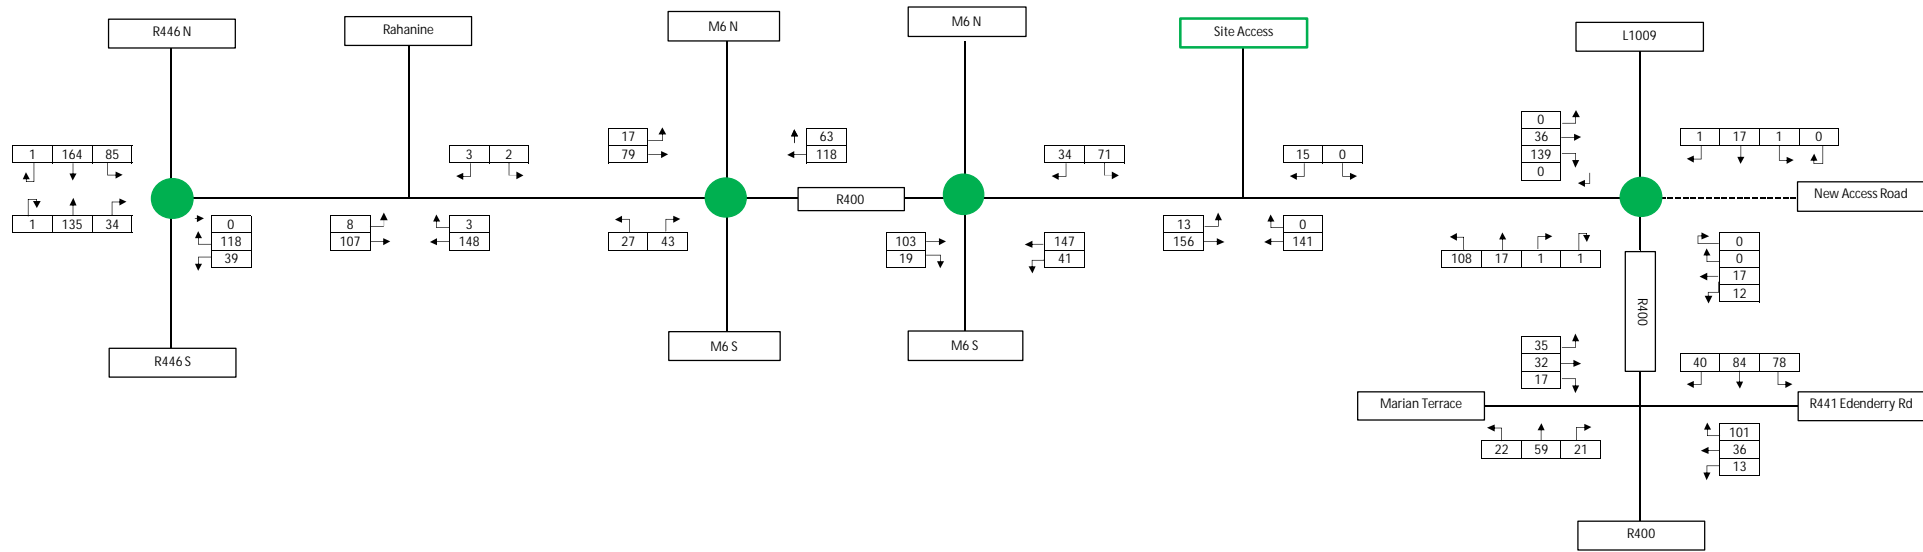 R446 N
Rahanine
M6 N
M6 N
Site Access
L1009
1 164 85
1 135 34
0
118
39
R446 S
8
107
3 2
3
148
17
79
63
118
27 43
M6 S
R400
103
19
34 71
147
41
M6 S
13
156
15 0
0
141
0
36
139
0
1 17 1 0
New Access Road
108 17 1 1
0
0
17
12
R400
35
32
17
40 84 78
Marian Terrace
R441 Edenderry Rd
22 59 21
101
36
13
R400